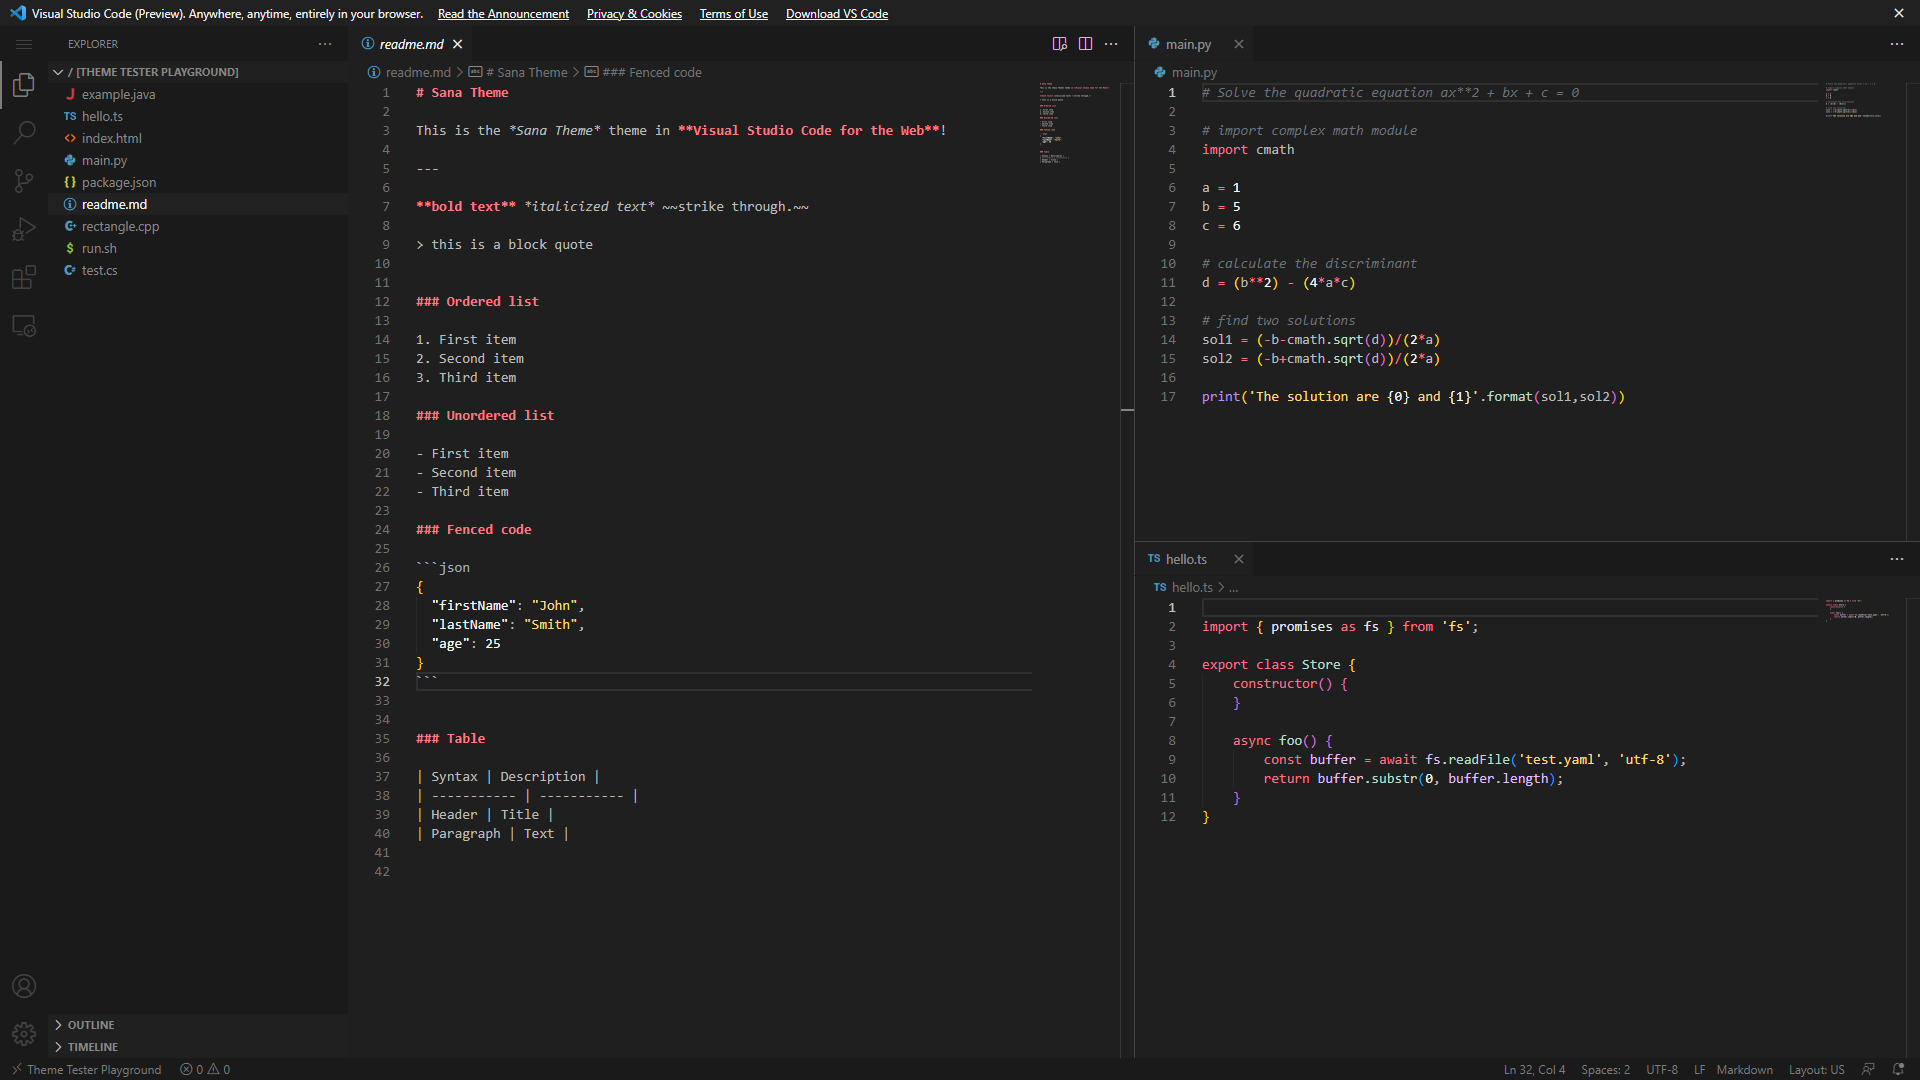 Visual Studio Code (Preview). Anywhere, anytime, entirely in your browser. Read the Announcement Privacy & Cookies Terms of Use Download VS Code
EXPLORER
/ [THEME TESTER PLAYGROUND]
example.java
TS hello.ts
index.html
main.py
package.json
readme.md
rectangle.cpp
run.sh
test.cs
OUTLINE
TIMELINE
readme.md
readme.md > # Sana Theme > ### Fenced code
1 # Sana Theme
2
3 This is the *Sana Theme* theme in **Visual Studio Code for the Web**!
4
5 ---
6
7 **bold text** *italicized text* ~~strike through.~~
8
9 > this is a block quote
10
11
12 ### Ordered list
13
14 1. First item
15 2. Second item
16 3. Third item
17
18 ### Unordered list
19
20 - First item
21 - Second item
22 - Third item
23
24 ### Fenced code
25
26 ```json
27 {
28   "firstName": "John",
29   "lastName": "Smith",
30   "age": 25
31 }
32 ```
33
34
35 ### Table
36
37 | Syntax | Description |
38 | ----------- | ----------- |
39 | Header | Title |
40 | Paragraph | Text |
41
42
main.py
main.py
1 # Solve the quadratic equation ax**2 + bx + c = 0
2
3 # import complex math module
4 import cmath
5
6 a = 1
7 b = 5
8 c = 6
9
10 # calculate the discriminant
11 d = (b**2) - (4*a*c)
12
13 # find two solutions
14 sol1 = (-b-cmath.sqrt(d))/(2*a)
15 sol2 = (-b+cmath.sqrt(d))/(2*a)
16
17 print('The solution are {0} and {1}'.format(sol1,sol2))
TS hello.ts
TS hello.ts > ...
1
2 import { promises as fs } from 'fs';
3
4 export class Store {
5     constructor() {
6     }
7
8     async foo() {
9         const buffer = await fs.readFile('test.yaml', 'utf-8');
10         return buffer.substr(0, buffer.length);
11     }
12 }
Theme Tester Playground 0 0 Ln 32, Col 4 Spaces: 2 UTF-8 LF Markdown Layout: US